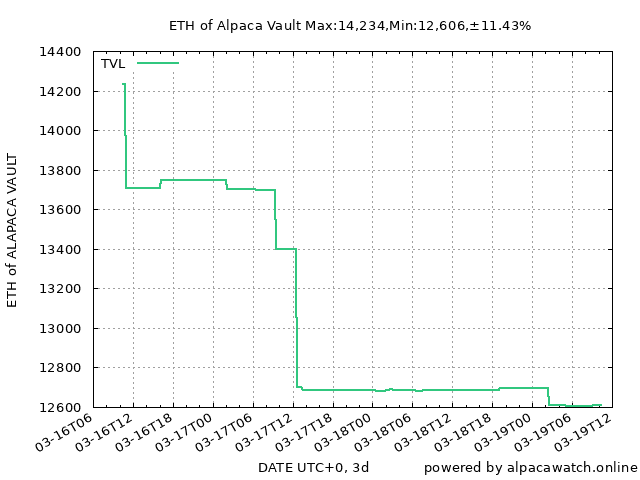 ETH of Alpaca Vault Max:14,234,Min:12,606,±11.43%
TVL
14400
14200
14000
13800
13600
13400
13200
13000
12800
12600
ETH of ALAPACA VAULT
03-16T06
03-16T12
03-16T18
03-17T00
03-17T06
03-17T12
03-18T00
03-18T06
03-18T12
03-18T18
03-19T00
03-19T06
03-19T12
DATE UTC+0, 3d
powered by alpacawatch.online